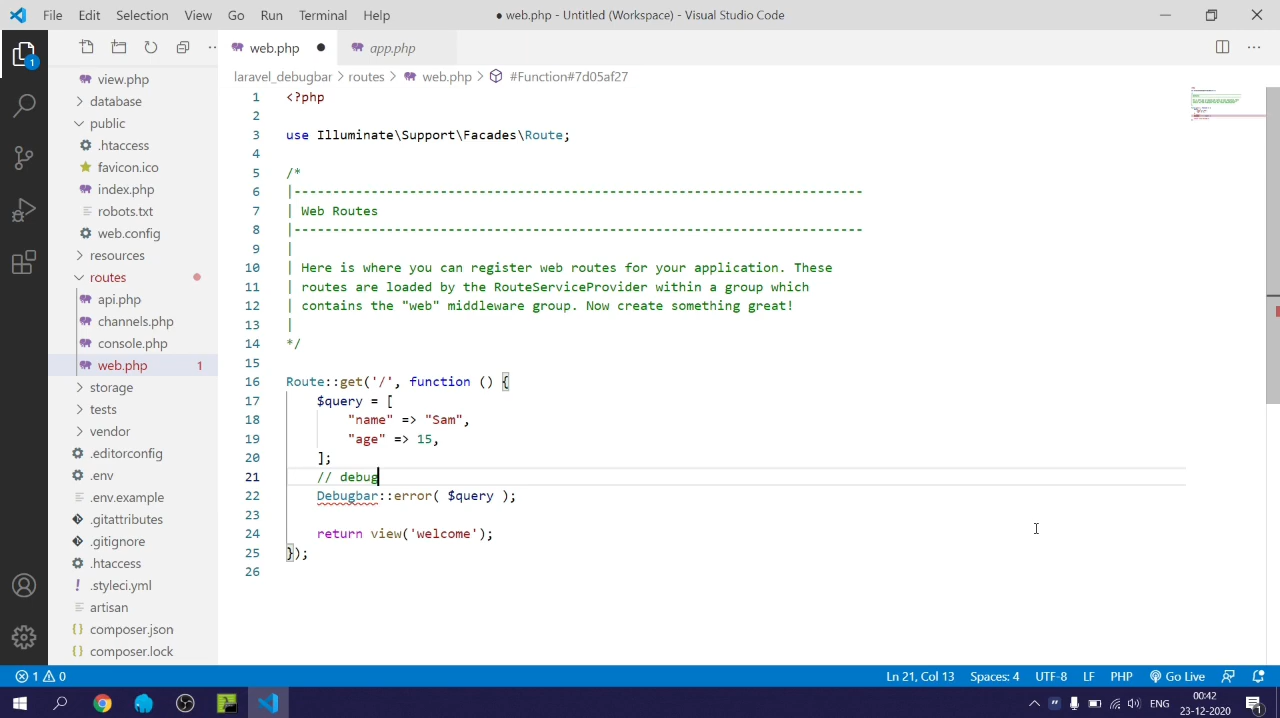 File Edit Selection View Go Run Terminal Help ● web.php - Untitled (Workspace) - Visual Studio Code
1
web.php ● app.php
laravel_debugbar > routes > web.php > #Function#7d05af27
view.php
database
public
.htaccess
favicon.ico
index.php
robots.txt
web.config
resources
routes
api.php
channels.php
console.php
web.php 1
storage
tests
vendor
.editorconfig
.env
.env.example
.gitattributes
.gitignore
.htaccess
.styleci.yml
artisan
composer.json
composer.lock
1 <?php
2
3 use Illuminate\Support\Facades\Route;
4
5 /*
6 |--------------------------------------------------------------------------
7 | Web Routes
8 |--------------------------------------------------------------------------
9 |
10 | Here is where you can register web routes for your application. These
11 | routes are loaded by the RouteServiceProvider within a group which
12 | contains the "web" middleware group. Now create something great!
13 |
14 */
15
16 Route::get('/', function () {
17 $query = [
18 "name" => "Sam",
19 "age" => 15,
20 ];
21 // debug
22 Debugbar::error( $query );
23
24 return view('welcome');
25 });
26
1 0 Ln 21, Col 13 Spaces: 4 UTF-8 LF PHP Go Live
ENG 00:42
23-12-2020
1